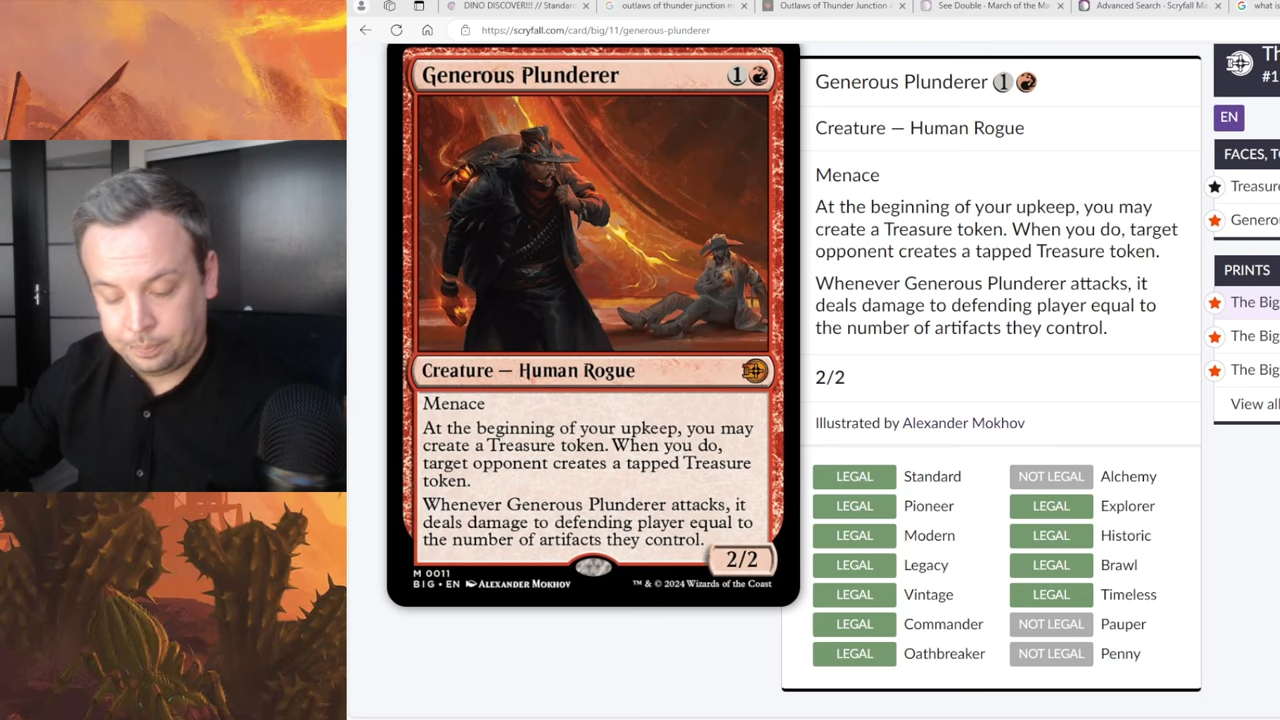 DINO DISCOVER!!! // Standar
outlaws of thunder junction m
Outlaws of Thunder Junction
See Double - March of the Ma
Advanced Search - Scryfall Ma
what is
https://scryfall.com/card/big/11/generous-plunderer
Generous Plunderer 1
Creature — Human Rogue
Menace
At the beginning of your upkeep, you may
create a Treasure token. When you do,
target opponent creates a tapped Treasure
token.
Whenever Generous Plunderer attacks, it
deals damage to defending player equal to
the number of artifacts they control.
2/2
M 0011
BIG • EN ALEXANDER MOKHOV
™ & © 2024 Wizards of the Coast
Generous Plunderer 1
Creature — Human Rogue
Menace
At the beginning of your upkeep, you may
create a Treasure token. When you do, target
opponent creates a tapped Treasure token.
Whenever Generous Plunderer attacks, it
deals damage to defending player equal to
the number of artifacts they control.
2/2
Illustrated by Alexander Mokhov
LEGAL Standard NOT LEGAL Alchemy
LEGAL Pioneer LEGAL Explorer
LEGAL Modern LEGAL Historic
LEGAL Legacy LEGAL Brawl
LEGAL Vintage LEGAL Timeless
LEGAL Commander NOT LEGAL Pauper
LEGAL Oathbreaker NOT LEGAL Penny
Th
#1
EN
FACES, TO
Treasure
Genero
PRINTS
The Big
The Big
The Big
View all